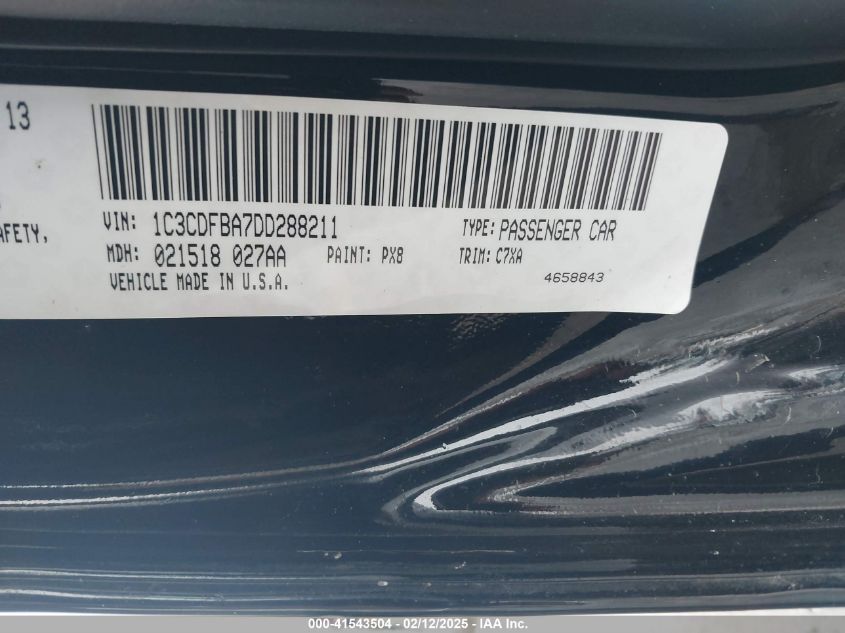 13
AFETY,
VIN: 1C3CDFBA7DD288211 TYPE: PASSENGER CAR
MDH: 021518 027AA PAINT: PX8 TRIM: C7XA
VEHICLE MADE IN U.S.A. 4658843
000-41543504 - 02/12/2025 - IAA Inc.